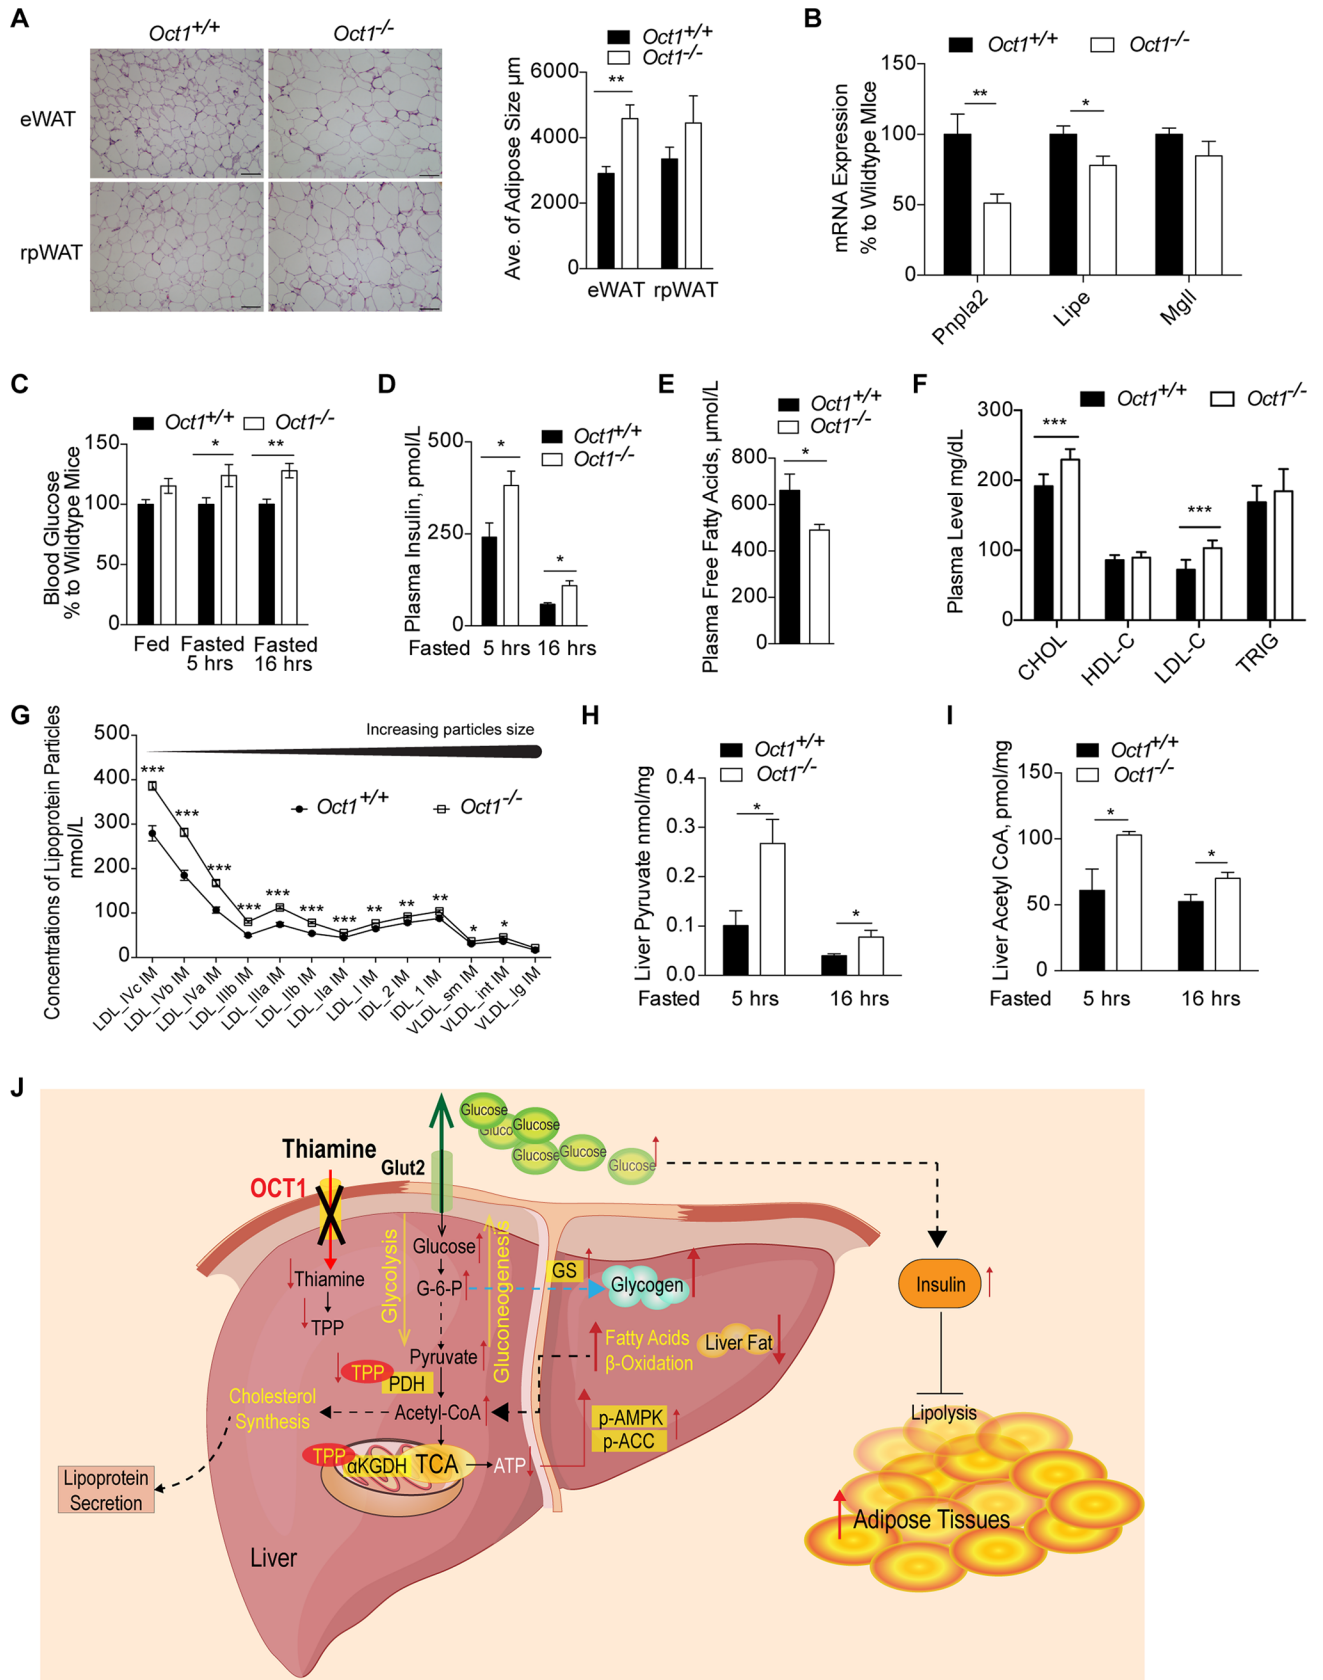 A
Oct1+/+
Oct1-/-
eWAT
rpWAT
Oct1+/+
Oct1-/-
Ave. of Adipose Size µm
6000
4000
2000
0
**
eWAT rpWAT
B
Oct1+/+
Oct1-/-
mRNA Expression
% to Wildtype MIce
150
100
50
0
**
*
Pnpla2
Lipe
Mgll
C
Oct1+/+
Oct1-/-
Blood Glucose
% to Wildtype Mice
150
100
50
0
*
**
Fed
Fasted
5 hrs
Fasted
16 hrs
D
Plasma Insulin, pmol/L
500
250
0
Oct1+/+
Oct1-/-
*
*
Fasted 5 hrs 16 hrs
E
Plasma Free Fatty Acids, µmol/L
Oct1+/+
Oct1-/-
800
600
400
200
0
*
F
Oct1+/+
Oct1-/-
Plasma Level mg/dL
300
200
100
0
***
***
CHOL
HDL-C
LDL-C
TRIG
G
Concentrations of Lipoprotein Particles
nmol/L
500
400
300
200
100
0
Increasing particles size
Oct1+/+
Oct1-/-
***
***
***
***
***
***
***
**
**
**
*
*
LDL_IVc IM
LDL_IVb IM
LDL_IVa IM
LDL_IIIb IM
LDL_IIIa IM
LDL_IIb IM
LDL_IIa IM
LDL_I IM
IDL_2 IM
IDL_1 IM
VLDL_sm IM
VLDL_int IM
VLDL_lg IM
H
Oct1+/+
Oct1-/-
Liver Pyruvate nmol/mg
0.4
0.3
0.2
0.1
0.0
*
*
Fasted 5 hrs 16 hrs
I
Oct1+/+
Oct1-/-
Liver Acetyl CoA, pmol/mg
150
100
50
0
*
*
Fasted 5 hrs 16 hrs
J
Glucose
Gluco
Glucose
Glucose
Glucose
Glucose
Thiamine
Glut2
OCT1
Glycolysis
Gluconeogenesis
Glucose
Thiamine
G-6-P
GS
Glycogen
Insulin
TPP
Pyruvate
Fatty Acids
β-Oxidation
Liver Fat
TPP
PDH
Cholesterol
Synthesis
Acetyl-CoA
p-AMPK
p-ACC
Lipolysis
TPP
αKGDH
TCA
ATP
Lipoprotein
Secretion
Adipose Tissues
Liver